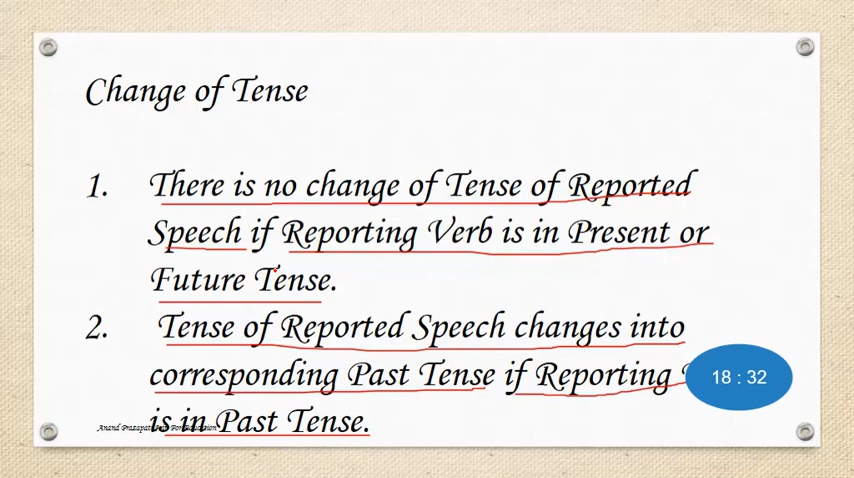 Change of Tense
1. There is no change of Tense of Reported
Speech if Reporting Verb is in Present or
Future Tense.
2. Tense of Reported Speech changes into
corresponding Past Tense if Reporting
18 : 32
is in Past Tense.
Anand Prazapati